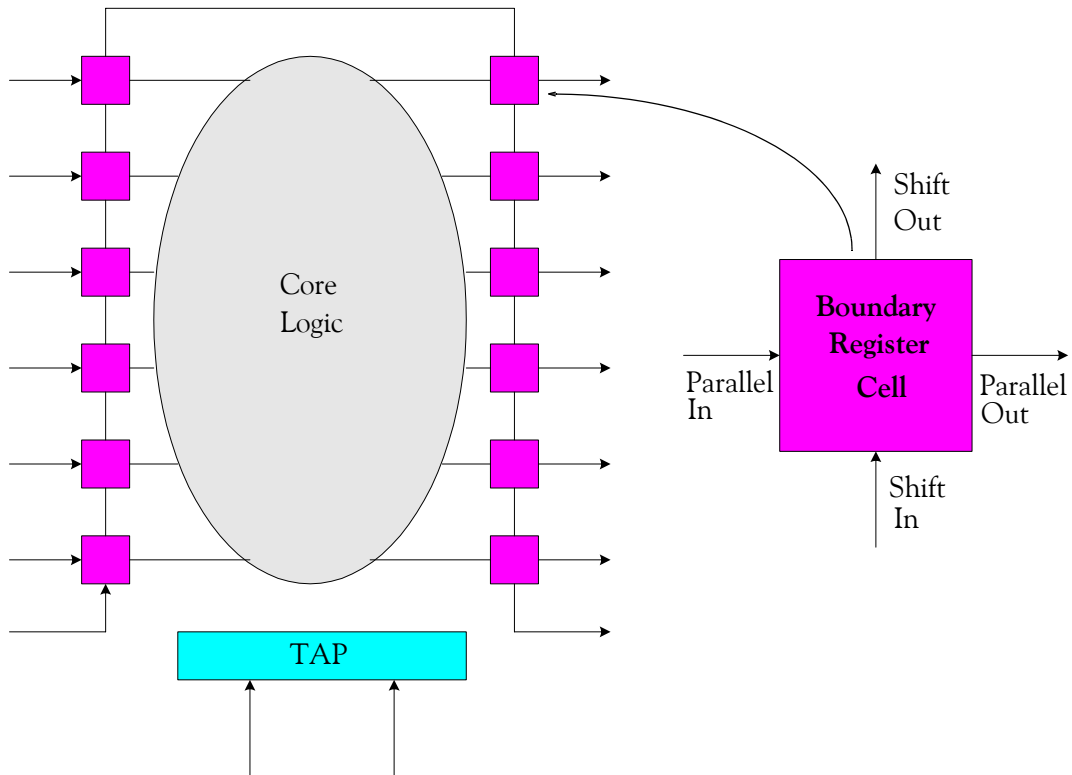 Core
Logic
TAP
Shift
Out
Boundary
Register
Cell
Parallel
In
Parallel
Out
Shift
In